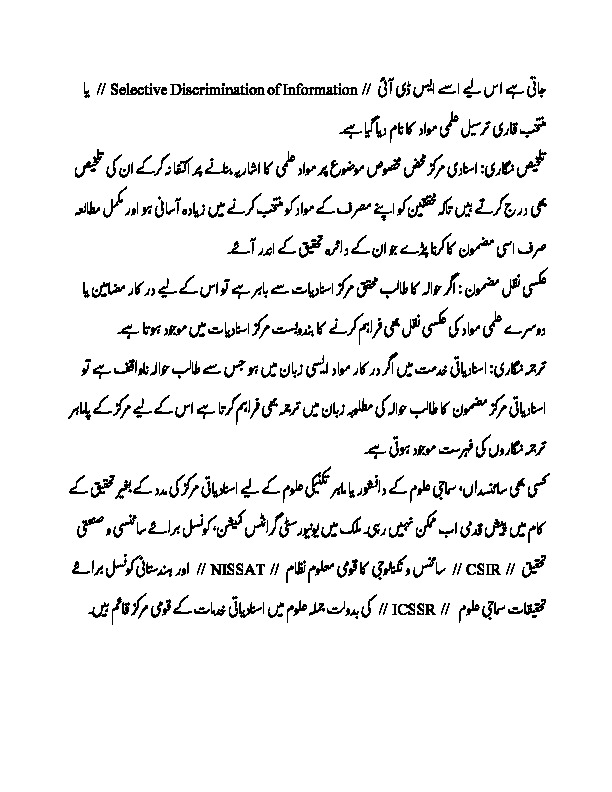 جاتی ہے اس لیے اسے ایس ڈی آئی // Selective Discrimination of Information // یا
منتخب قاری ترسیل علمی مواد کا نام دیا گیا ہے۔
تلخیص نگاری: اسنادی مرکز محض مخصوص موضوع پر مواد علمی کا اشاریہ بنانے پر اکتفا نہ کرکے ان کی تلخیص
بھی درج کرتے ہیں تاکہ محققین کو اپنے مصرف کے مواد کو منتخب کرنے میں زیادہ آسانی ہو اور مکمل مطالعہ
صرف اسی مضمون کا کرنا پڑے جو ان کے دائرہ تحقیق کے اندر آئے۔
عکسی نقل مضمون: اگر حوالہ کا طالب محقق مرکز اسنادیات سے باہر ہے تو اس کے لیے درکار مضامین یا
دوسرے علمی مواد کی عکسی نقل بھی فراہم کرنے کا بندوبست مرکز اسنادیات میں موجود ہوتا ہے۔
ترجمہ نگاری: اسنادیاتی خدمت میں اگر درکار مواد ایسی زبان میں ہو جس سے طالب حوالہ ناواقف ہے تو
اسنادیاتی مرکز مضمون کا طالب حوالہ کی مطلوبہ زبان میں ترجمہ بھی فراہم کرتا ہے اس کے لیے مرکز کے پاماہر
ترجمہ نگاروں کی فہرست موجود ہوتی ہے۔
کسی بھی سائنسداں، سماجی علوم کے دانشور یا ماہر تکنیکی علوم کے لیے اسنادیاتی مرکز کی مدد کے بغیر تحقیق کے
کام میں پیش قدمی اب ممکن نہیں رہی۔ ملک میں یونیورسٹی گرانٹس کمیشن، کونسل برائے سائنسی و صنعتی
تحقیق // CSIR // سائنس و تکنالوجی کا قومی معلوم نظام // NISSAT // اور ہندستانی کونسل برائے
تحقیقات سماجی علوم // ICSSR // کی بدولت جملہ علوم میں اسنادیاتی خدمات کے قومی مرکز قائم ہیں۔